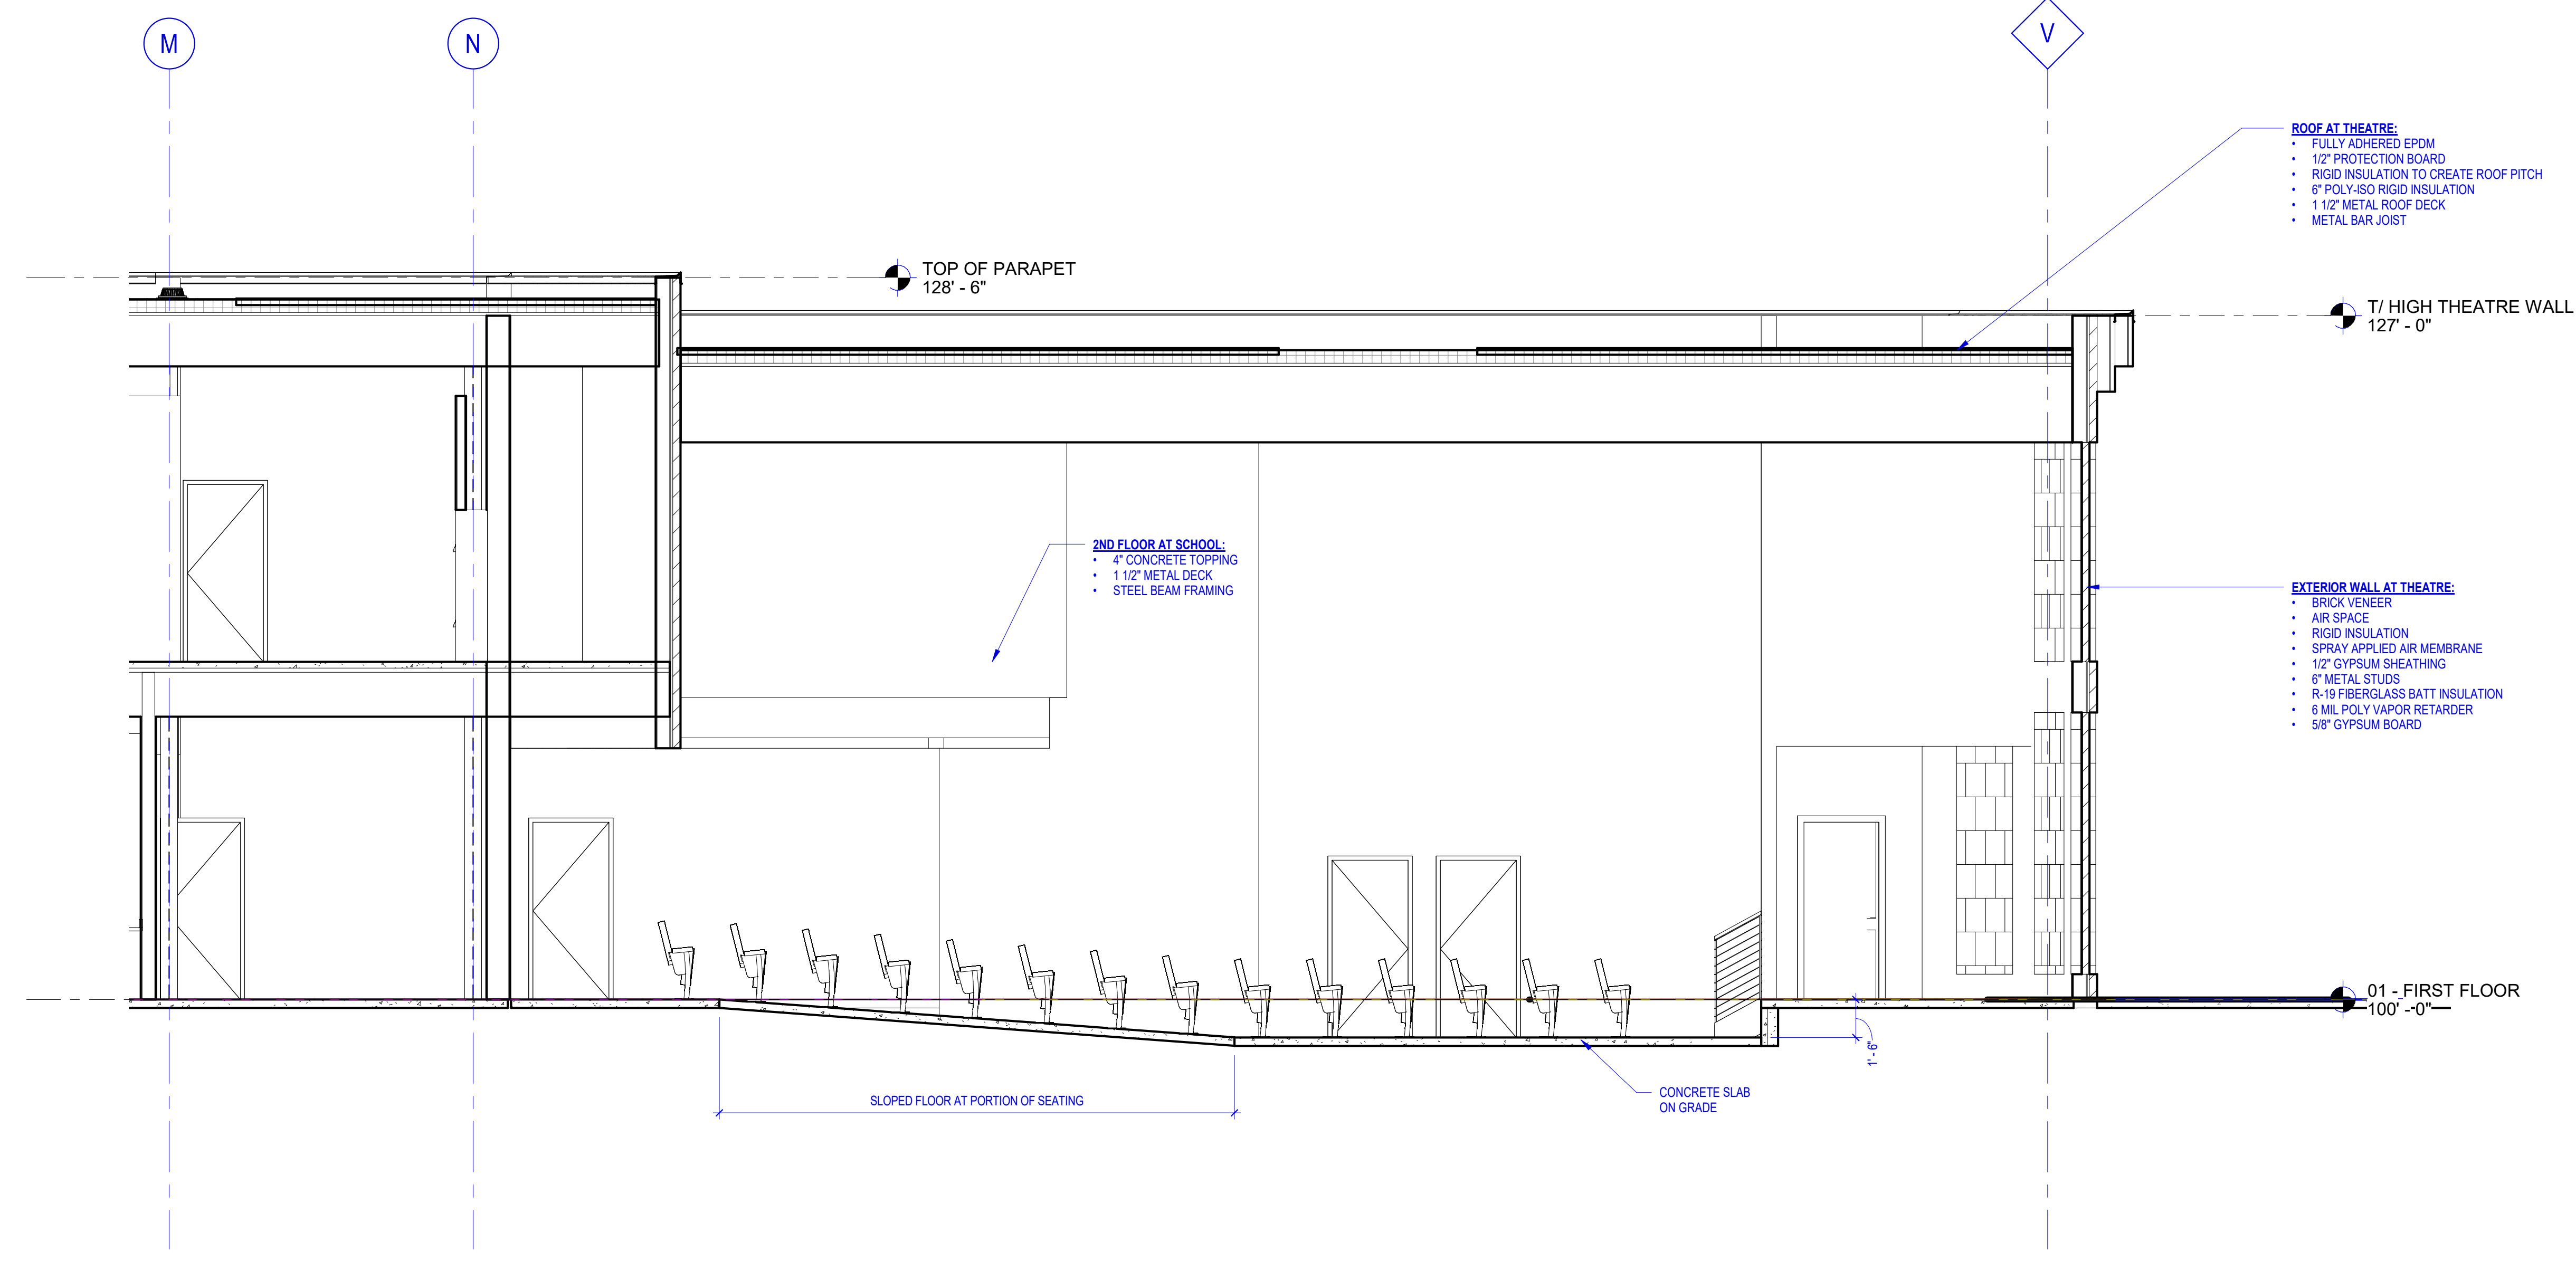 M
N
V
ROOF AT THEATRE:
• FULLY ADHERED EPDM
• 1/2" PROTECTION BOARD
• RIGID INSULATION TO CREATE ROOF PITCH
• 6" POLY-ISO RIGID INSULATION
• 1 1/2" METAL ROOF DECK
• METAL BAR JOIST
TOP OF PARAPET
128' - 6"
T/ HIGH THEATRE WALL
127' - 0"
2ND FLOOR AT SCHOOL:
• 4" CONCRETE TOPPING
• 1 1/2" METAL DECK
• STEEL BEAM FRAMING
EXTERIOR WALL AT THEATRE:
• BRICK VENEER
• AIR SPACE
• RIGID INSULATION
• SPRAY APPLIED AIR MEMBRANE
• 1/2" GYPSUM SHEATHING
• 6" METAL STUDS
• R-19 FIBERGLASS BATT INSULATION
• 6 MIL POLY VAPOR RETARDER
• 5/8" GYPSUM BOARD
01 - FIRST FLOOR
100' - 0"
1' - 6"
SLOPED FLOOR AT PORTION OF SEATING
CONCRETE SLAB
ON GRADE